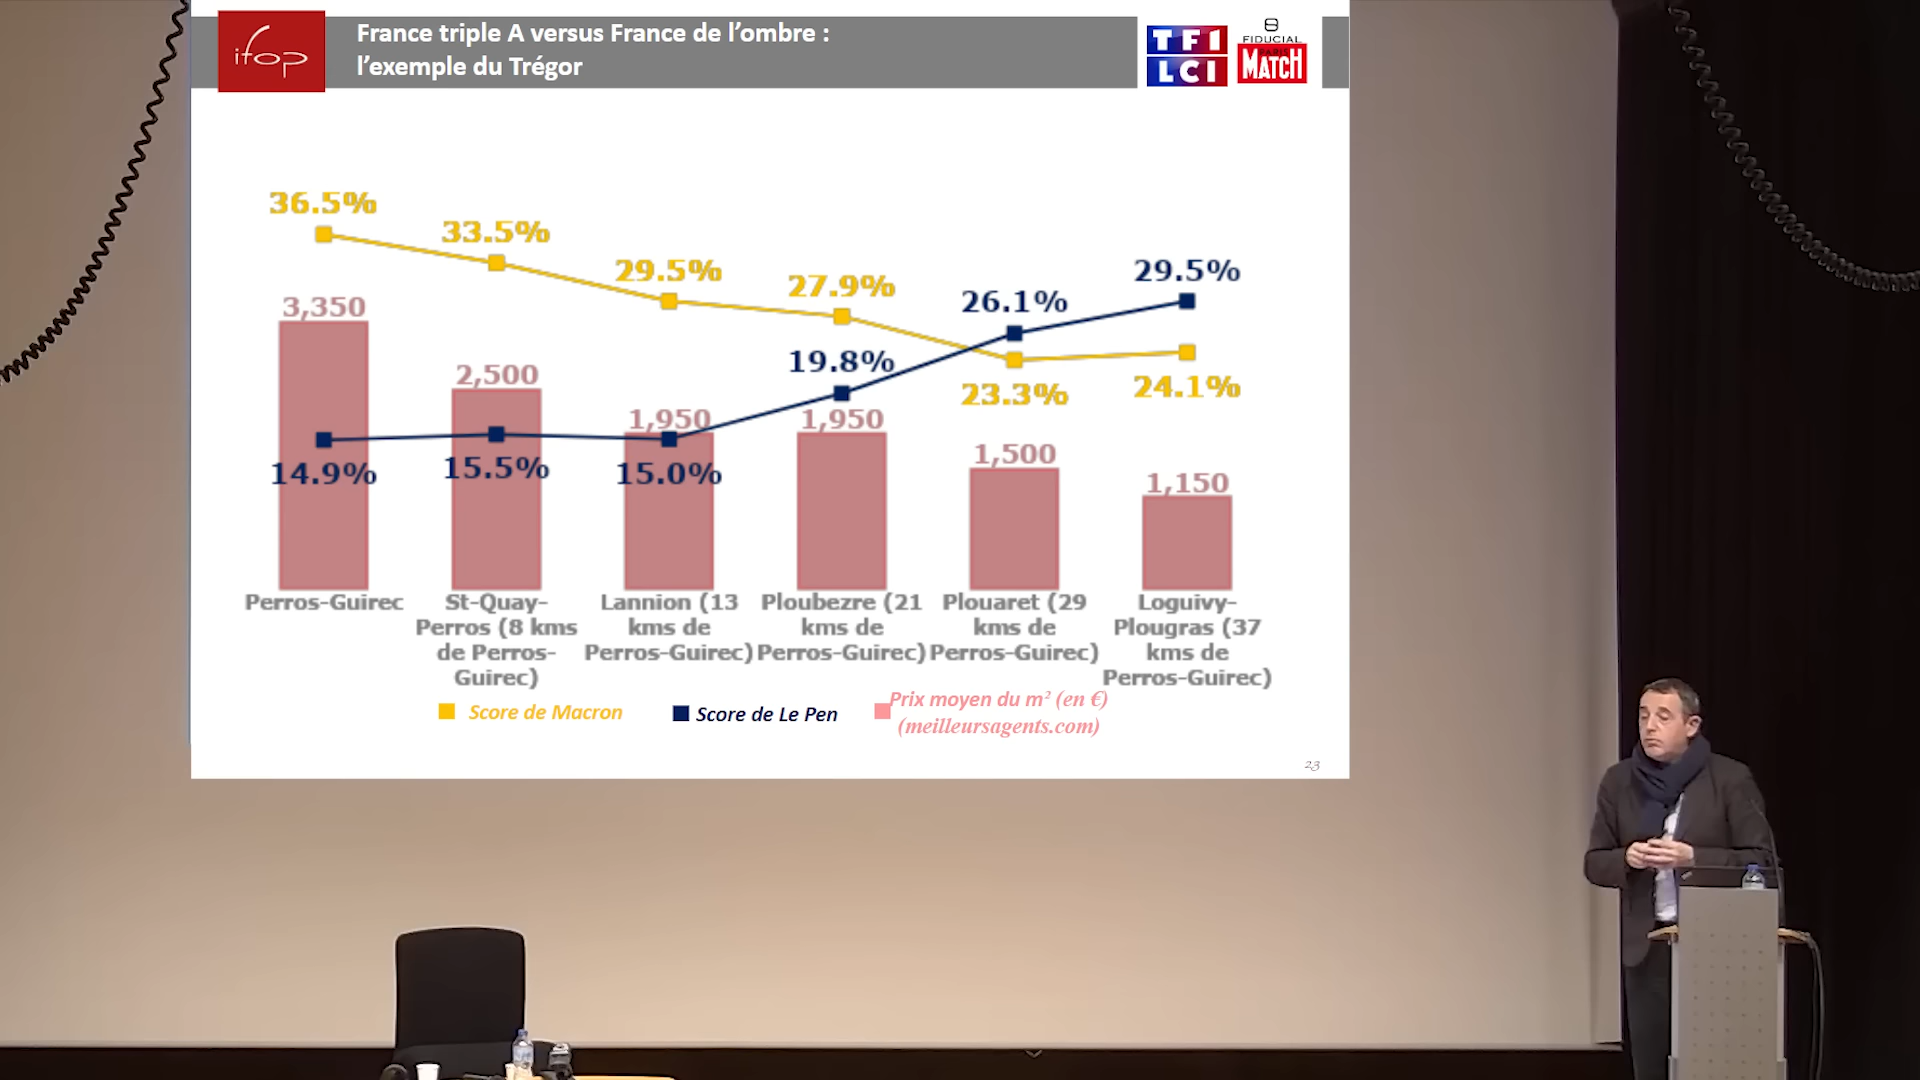 ifop
France triple A versus France de l'ombre :
l'exemple du Trégor
TF1
LCI
FIDUCIAL
PARIS
MATCH
36.5%
33.5%
29.5%
27.9%
23.3%
24.1%
14.9%
15.5%
15.0%
19.8%
26.1%
29.5%
3,350
2,500
1,950
1,950
1,500
1,150
Perros-Guirec
St-Quay-
Perros (8 kms
de Perros-
Guirec)
Lannion (13
kms de
Perros-Guirec)
Ploubezre (21
kms de
Perros-Guirec)
Plouaret (29
kms de
Perros-Guirec)
Loguivy-
Plougras (37
kms de
Perros-Guirec)
Score de Macron
Score de Le Pen
Prix moyen du m² (en €)
(meilleursagents.com)
23